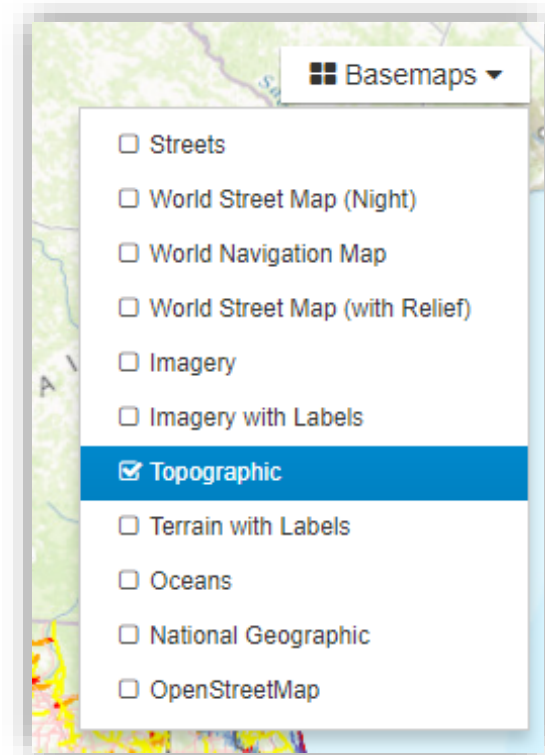 Basemaps
Streets
World Street Map (Night)
World Navigation Map
World Street Map (with Relief)
Imagery
Imagery with Labels
Topographic
Terrain with Labels
Oceans
National Geographic
OpenStreetMap
A I